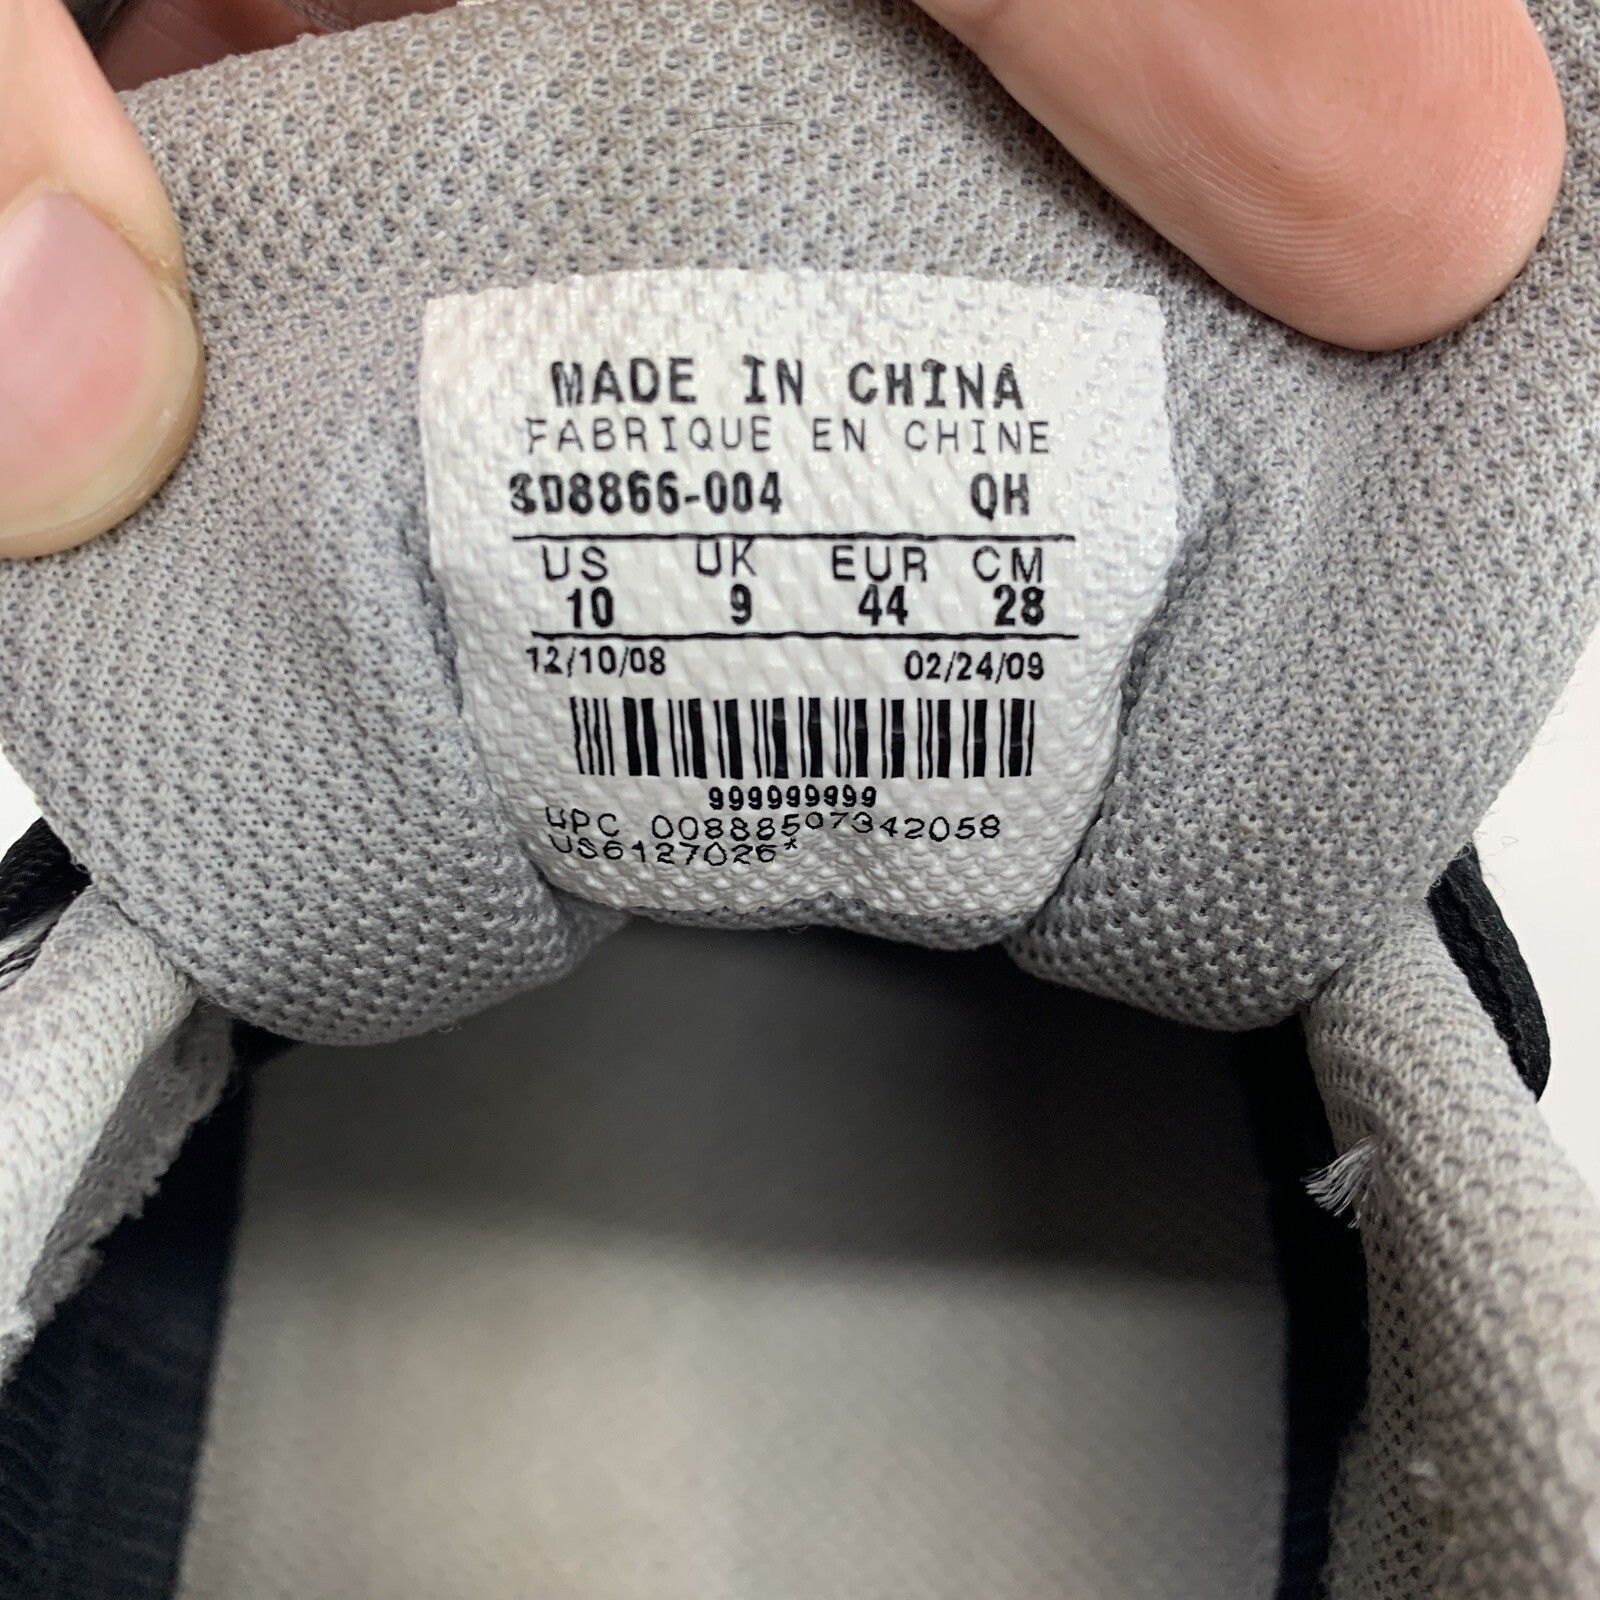 MADE IN CHINA
FABRIQUE EN CHINE
SD8866-004 QH
US UK EUR CM
10 9 44 28
12/10/08 02/24/09
999999999
UPC 00888507342058
US6127026*